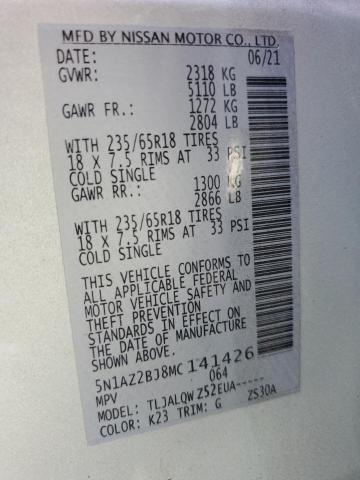 MFD BY NISSAN MOTOR CO., LTD.
DATE: 06/21
GVWR: 2318 KG
5110 LB
GAWR FR.: 1272 KG
2804 LB
WITH 235/65R18 TIRES
18 X 7.5 RIMS AT 33 PSI
COLD SINGLE
GAWR RR.: 1300 KG
2866 LB
WITH 235/65R18 TIRES
18 X 7.5 RIMS AT 33 PSI
COLD SINGLE
THIS VEHICLE CONFORMS TO
ALL APPLICABLE FEDERAL
MOTOR VEHICLE SAFETY AND
THEFT PREVENTION
STANDARDS IN EFFECT ON
THE DATE OF MANUFACTURE
SHOWN ABOVE.
5N1AZ2BJ8MC141426
MPV 064
MODEL: TLJALQWZ52EUA-----
COLOR: K23 TRIM: G Z530A